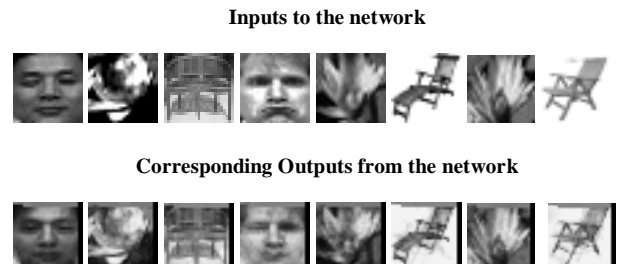 Inputs to the network
Corresponding Outputs from the network